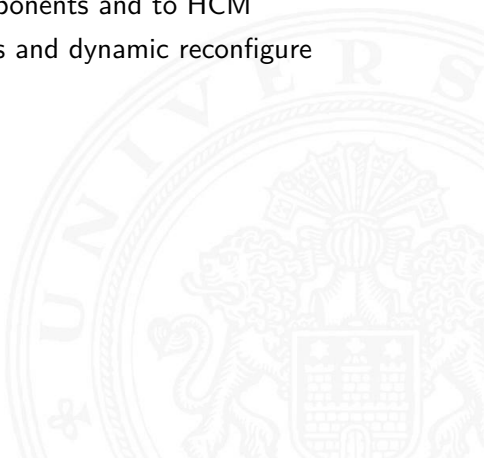 ponents and to HCM
s and dynamic reconfigure
U N I V E R S